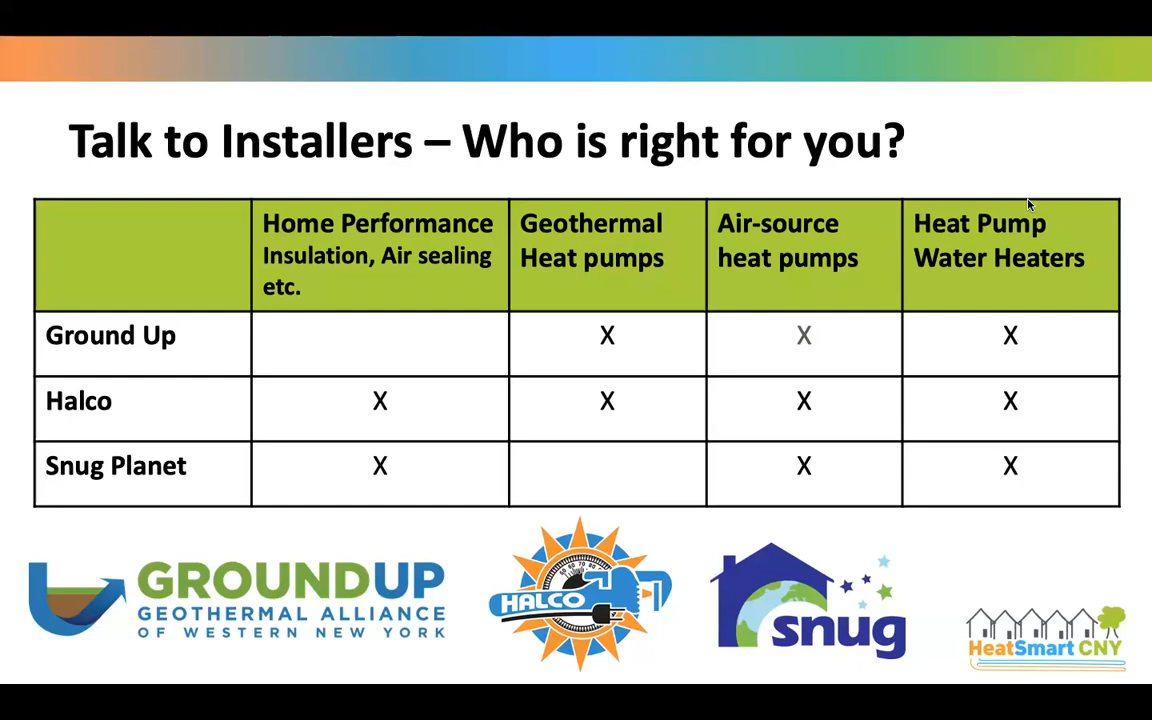 Talk to Installers – Who is right for you?
Home Performance
Insulation, Air sealing
etc.
Geothermal
Heat pumps
Air-source
heat pumps
Heat Pump
Water Heaters
Ground Up X X X
Halco X X X X
Snug Planet X X X
GROUNDUP
GEOTHERMAL ALLIANCE
OF WESTERN NEW YORK
HALCO
snug
HeatSmart CNY